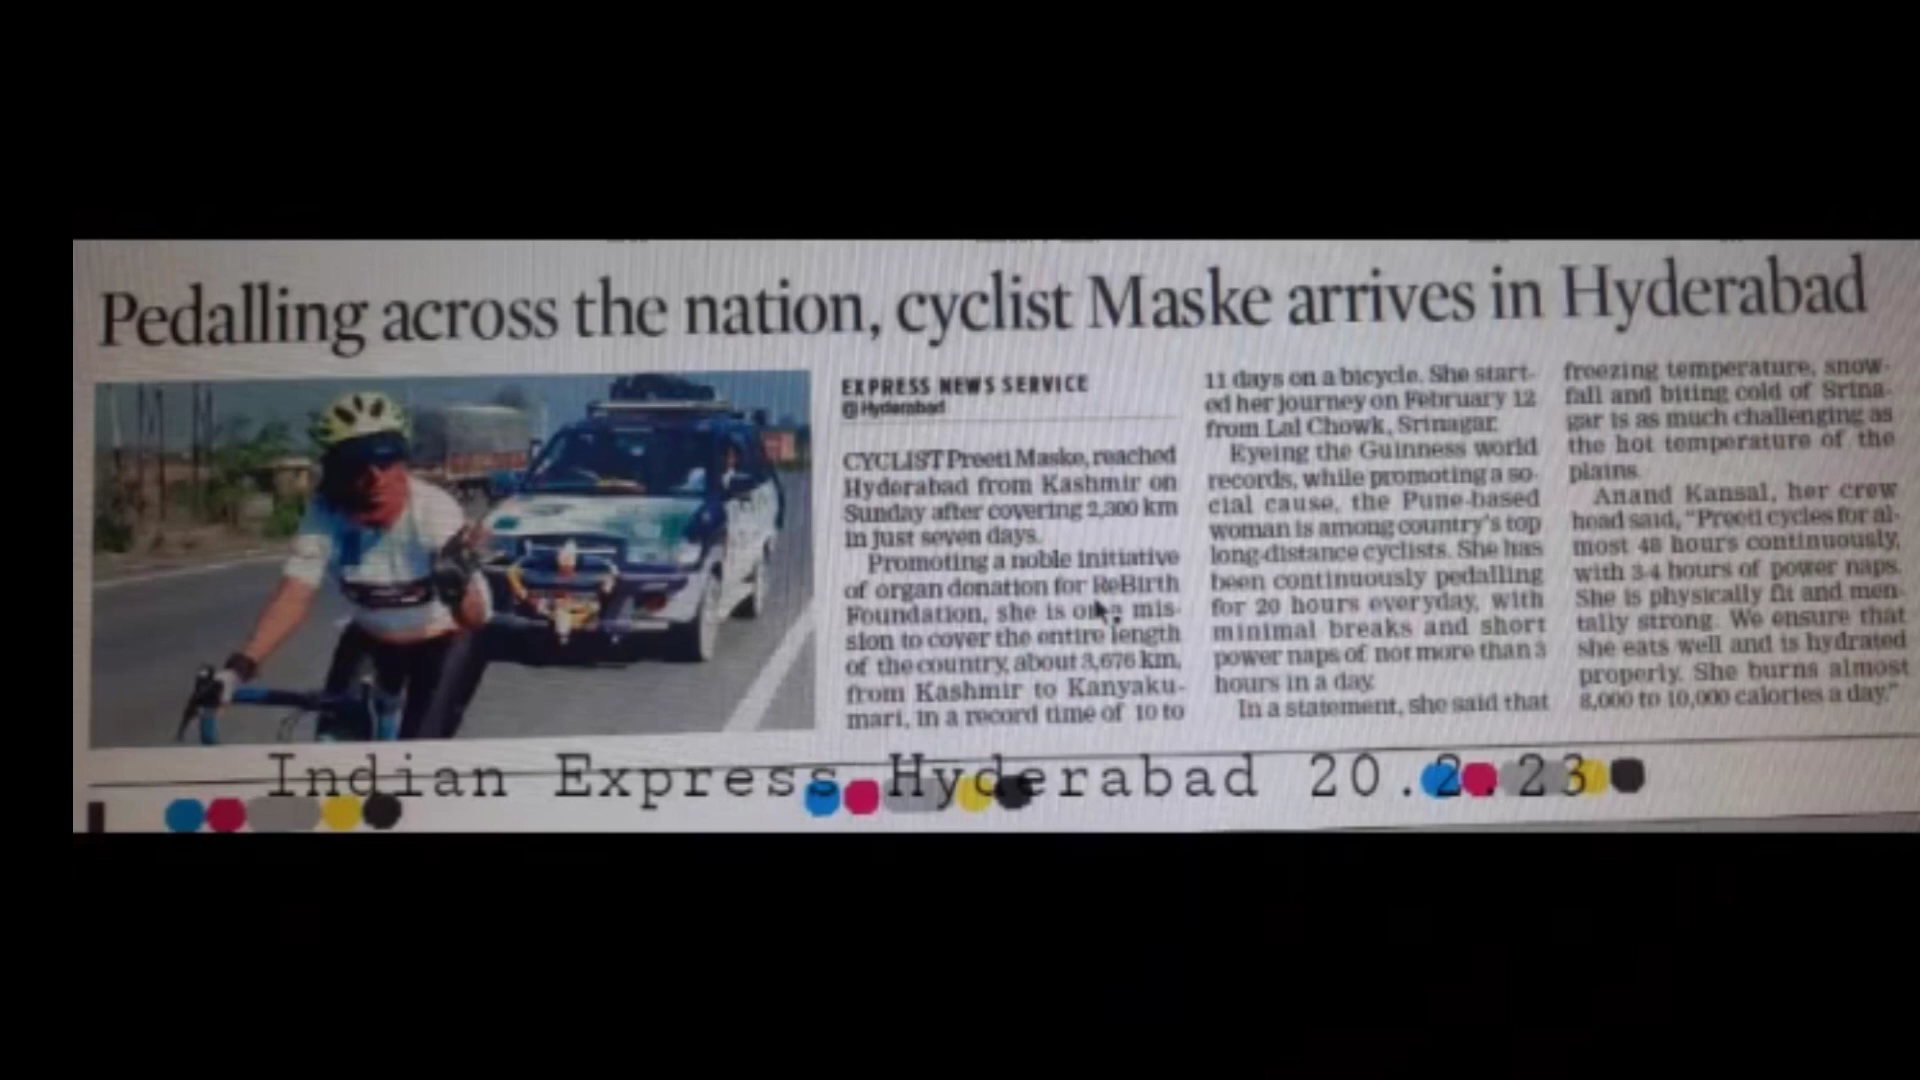 Pedalling across the nation, cyclist Maske arrives in Hyderabad
EXPRESS NEWS SERVICE
@ Hyderabad
CYCLIST Preeti Maske, reached
Hyderabad from Kashmir on
Sunday after covering 2,300 km
in just seven days.
Promoting a noble initiative
of organ donation for ReBirth
Foundation, she is on a mis-
sion to cover the entire length
of the country, about 3,676 km,
from Kashmir to Kanyaku-
mari, in a record time of 10 to
11 days on a bicycle. She start-
ed her journey on February 12
from Lal Chowk, Srinagar.
Eyeing the Guinness world
records, while promoting a so-
cial cause, the Pune-based
woman is among country's top
long-distance cyclists. She has
been continuously pedalling
for 20 hours everyday, with
minimal breaks and short
power naps of not more than 3
hours in a day.
In a statement, she said that
freezing temperature, snow-
fall and biting cold of Srina-
gar is as much challenging as
the hot temperature of the
plains.
Anand Kansal, her crew
head said, "Preeti cycles for al-
most 48 hours continuously,
with 3-4 hours of power naps.
She is physically fit and men-
tally strong. We ensure that
she eats well and is hydrated
properly. She burns almost
8,000 to 10,000 calories a day."
Indian Express Hyderabad 20.2.23